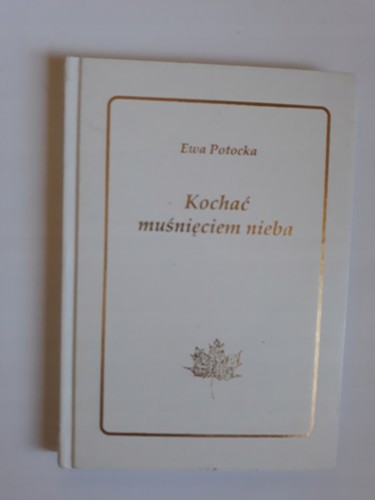 Ewa Potocka
Kochać
muśnięciem nieba